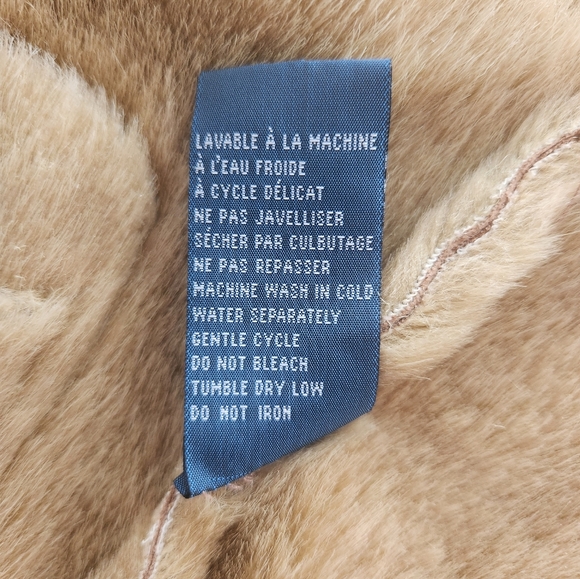 LAVABLE À LA MACHINE
À L'EAU FROIDE
À CYCLE DÉLICAT
NE PAS JAVELLISER
SÉCHER PAR CULBUTAGE
NE PAS REPASSER
MACHINE WASH IN COLD
WATER SEPARATELY
GENTLE CYCLE
DO NOT BLEACH
TUMBLE DRY LOW
DO NOT IRON